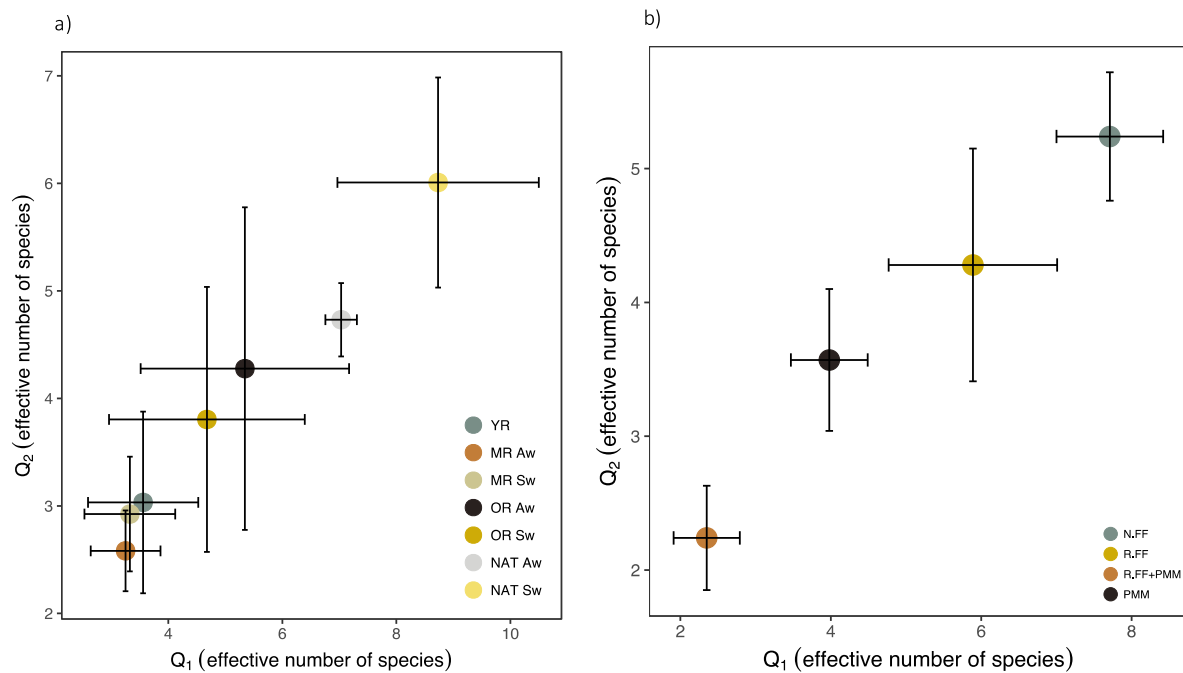 a)
7
6
5
4
3
2
4
6
8
10
Q₂ (effective number of species)
Q₁ (effective number of species)
YR
MR Aw
MR Sw
OR Aw
OR Sw
NAT Aw
NAT Sw
b)
5
4
3
2
2
4
6
8
Q₂ (effective number of species)
Q₁ (effective number of species)
N.FF
R.FF
R.FF+PMM
PMM